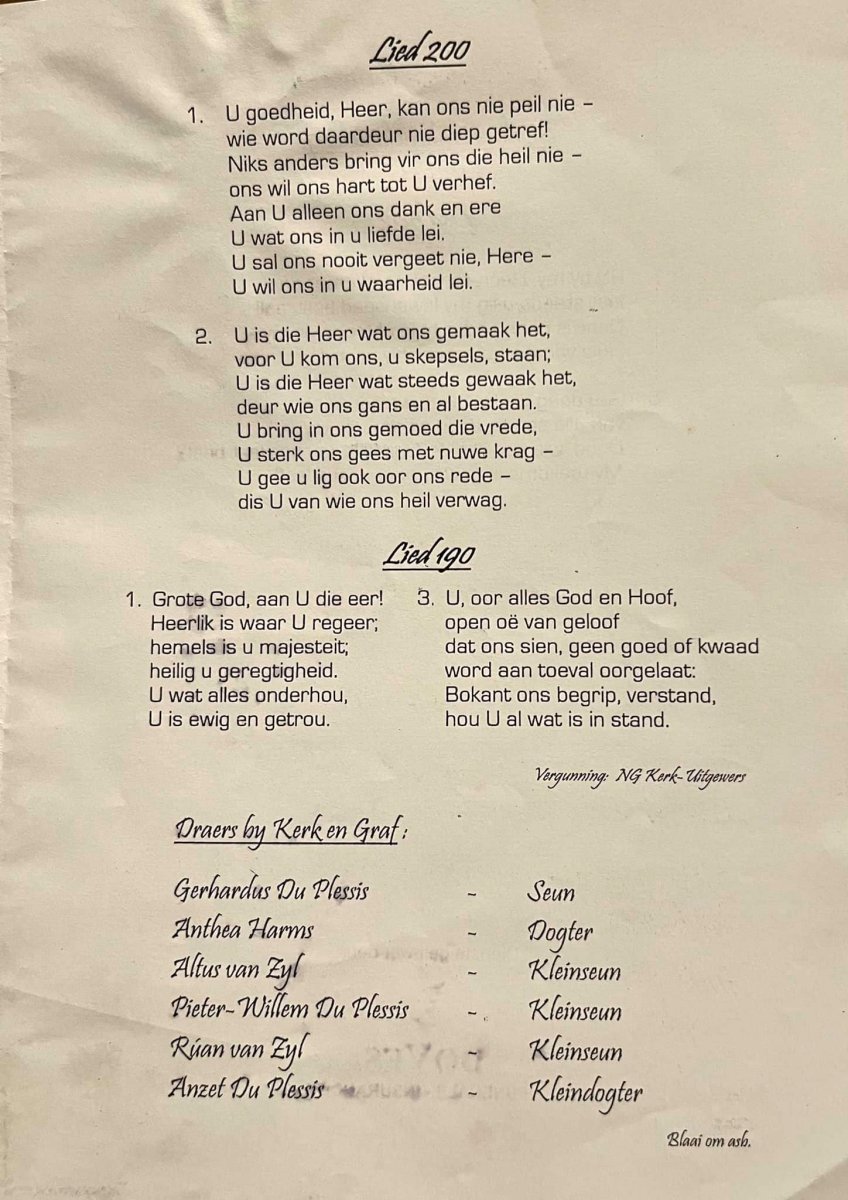 Lied 200
1. U goedheid, Heer, kan ons nie peil nie –
wie word daardeur nie diep getref!
Niks anders bring vir ons die heil nie –
ons wil ons hart tot U verhef.
Aan U alleen ons dank en ere
U wat ons in u liefde lei.
U sal ons nooit vergeet nie, Here –
U wil ons in u waarheid lei.
2. U is die Heer wat ons gemaak het,
voor U kom ons, u skepsels, staan;
U is die Heer wat steeds gewaak het,
deur wie ons gans en al bestaan.
U bring in ons gemoed die vrede,
U sterk ons gees met nuwe krag –
U gee u lig ook oor ons rede –
dis U van wie ons heil verwag.
Lied 190
1. Grote God, aan U die eer!
Heerlik is waar U regeer;
hemels is u majesteit;
heilig u geregtigheid.
U wat alles onderhou,
U is ewig en getrou.
3. U, oor alles God en Hoof,
open oë van geloof
dat ons sien, geen goed of kwaad
word aan toeval oorgelaat:
Bokant ons begrip, verstand,
hou U al wat is in stand.
Vergunning: NG Kerk-Uitgewers
Draers by Kerk en Graf:
Gerhardus Du Plessis - Seun
Anthea Harms - Dogter
Altus van Zyl - Kleinseun
Pieter-Willem Du Plessis - Kleinseun
Rúan van Zyl - Kleinseun
Anzet Du Plessis - Kleindogter
Blaai om asb.